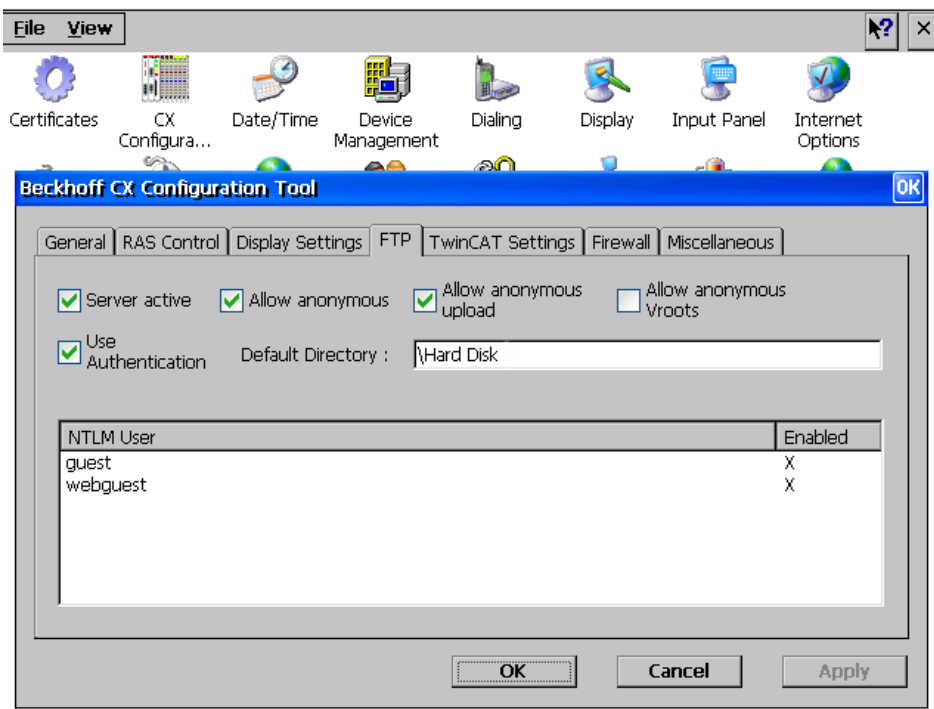 File View
Certificates CX Configura... Date/Time Device Management Dialing Display Input Panel Internet Options
Beckhoff CX Configuration Tool OK
General RAS Control Display Settings FTP TwinCAT Settings Firewall Miscellaneous
Server active Allow anonymous Allow anonymous upload Allow anonymous Vroots
Use Authentication Default Directory : \Hard Disk
NTLM User Enabled
guest X
webguest X
OK Cancel Apply